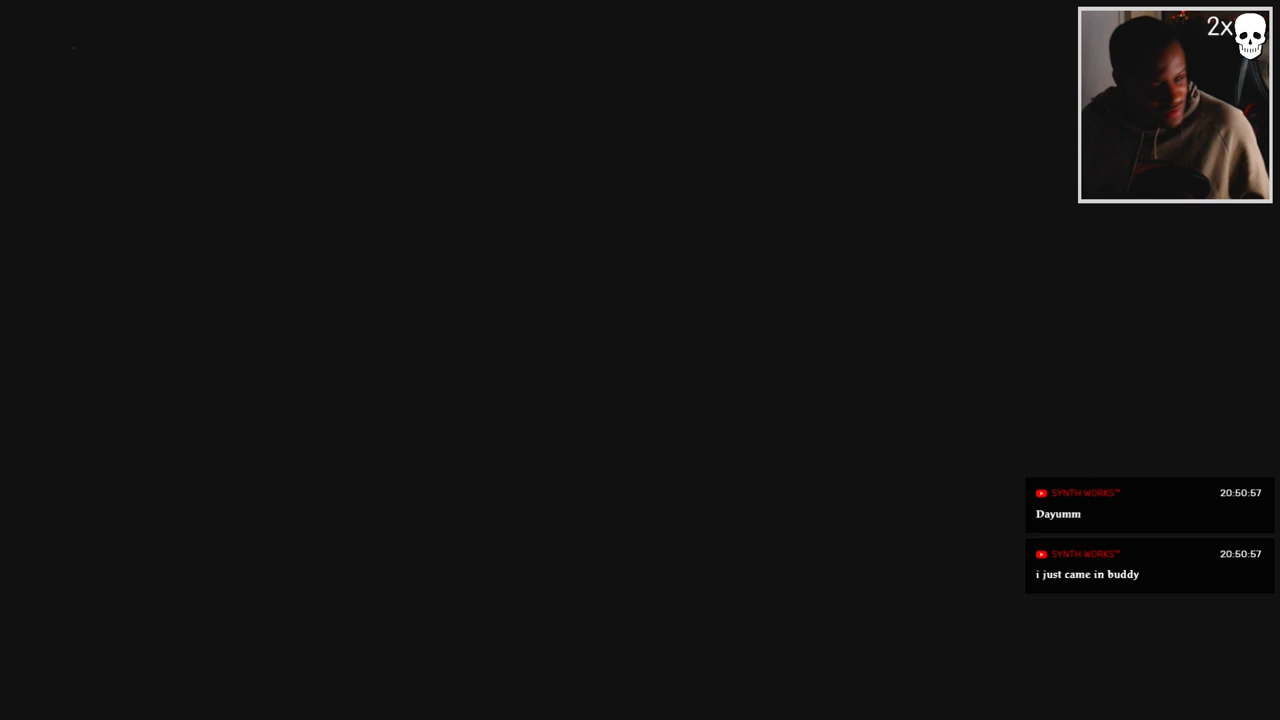 2x
SYNTH WORKS™ 20:50:57
Dayumm
SYNTH WORKS™ 20:50:57
i just came in buddy